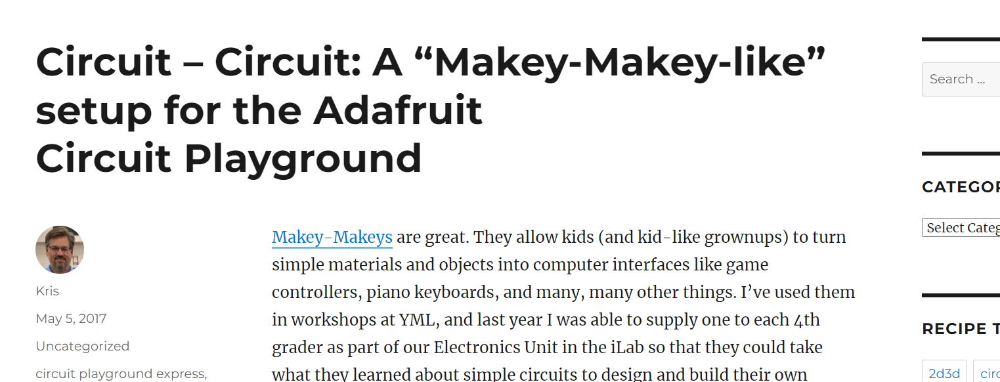 Circuit – Circuit: A “Makey-Makey-like”
setup for the Adafruit
Circuit Playground
Kris
May 5, 2017
Uncategorized
circuit playground express,
Makey-Makeys are great. They allow kids (and kid-like grownups) to turn
simple materials and objects into computer interfaces like game
controllers, piano keyboards, and many, many other things. I’ve used them
in workshops at YML, and last year I was able to supply one to each 4th
grader as part of our Electronics Unit in the iLab so that they could take
what they learned about simple circuits to design and build their own
Search …
CATEGOR
Select Categ
RECIPE T
2d3d
circ